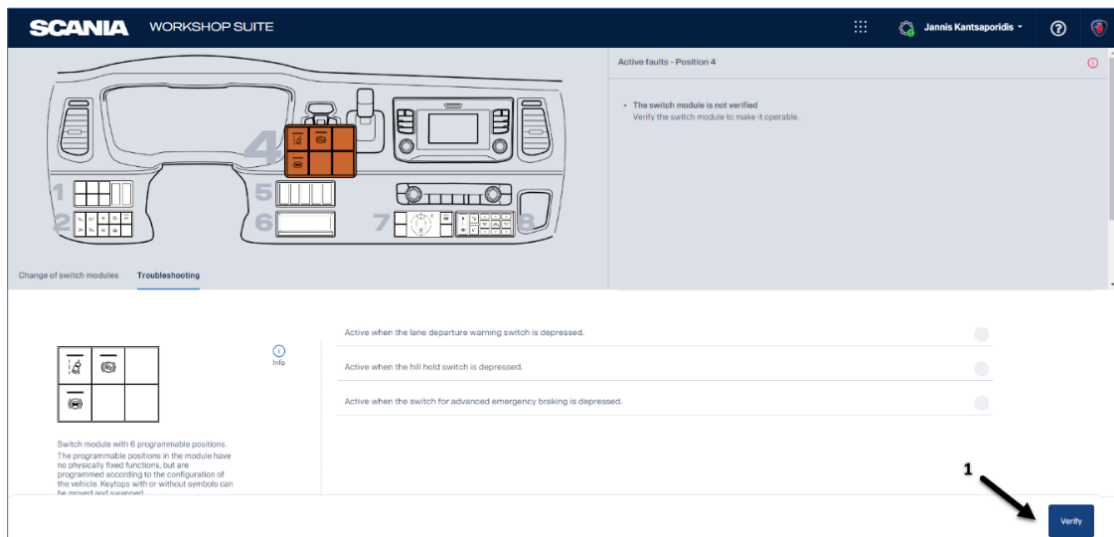 SCANIA WORKSHOP SUITE
Jannis Kantsaporidis
Active faults - Position 4
• The switch module is not verified
Verify the switch module to make it operable.
4
1
5
2
6
7
8
Change of switch modules Troubleshooting
Active when the lane departure warning switch is depressed.
Info
Active when the hill hold switch is depressed.
Active when the switch for advanced emergency braking is depressed.
Switch module with 6 programmable positions.
The programmable positions in the module have
no physically fixed functions, but are
programmed according to the configuration of
the vehicle. Keytops with or without symbols can
be moved and swapped
1
Verify